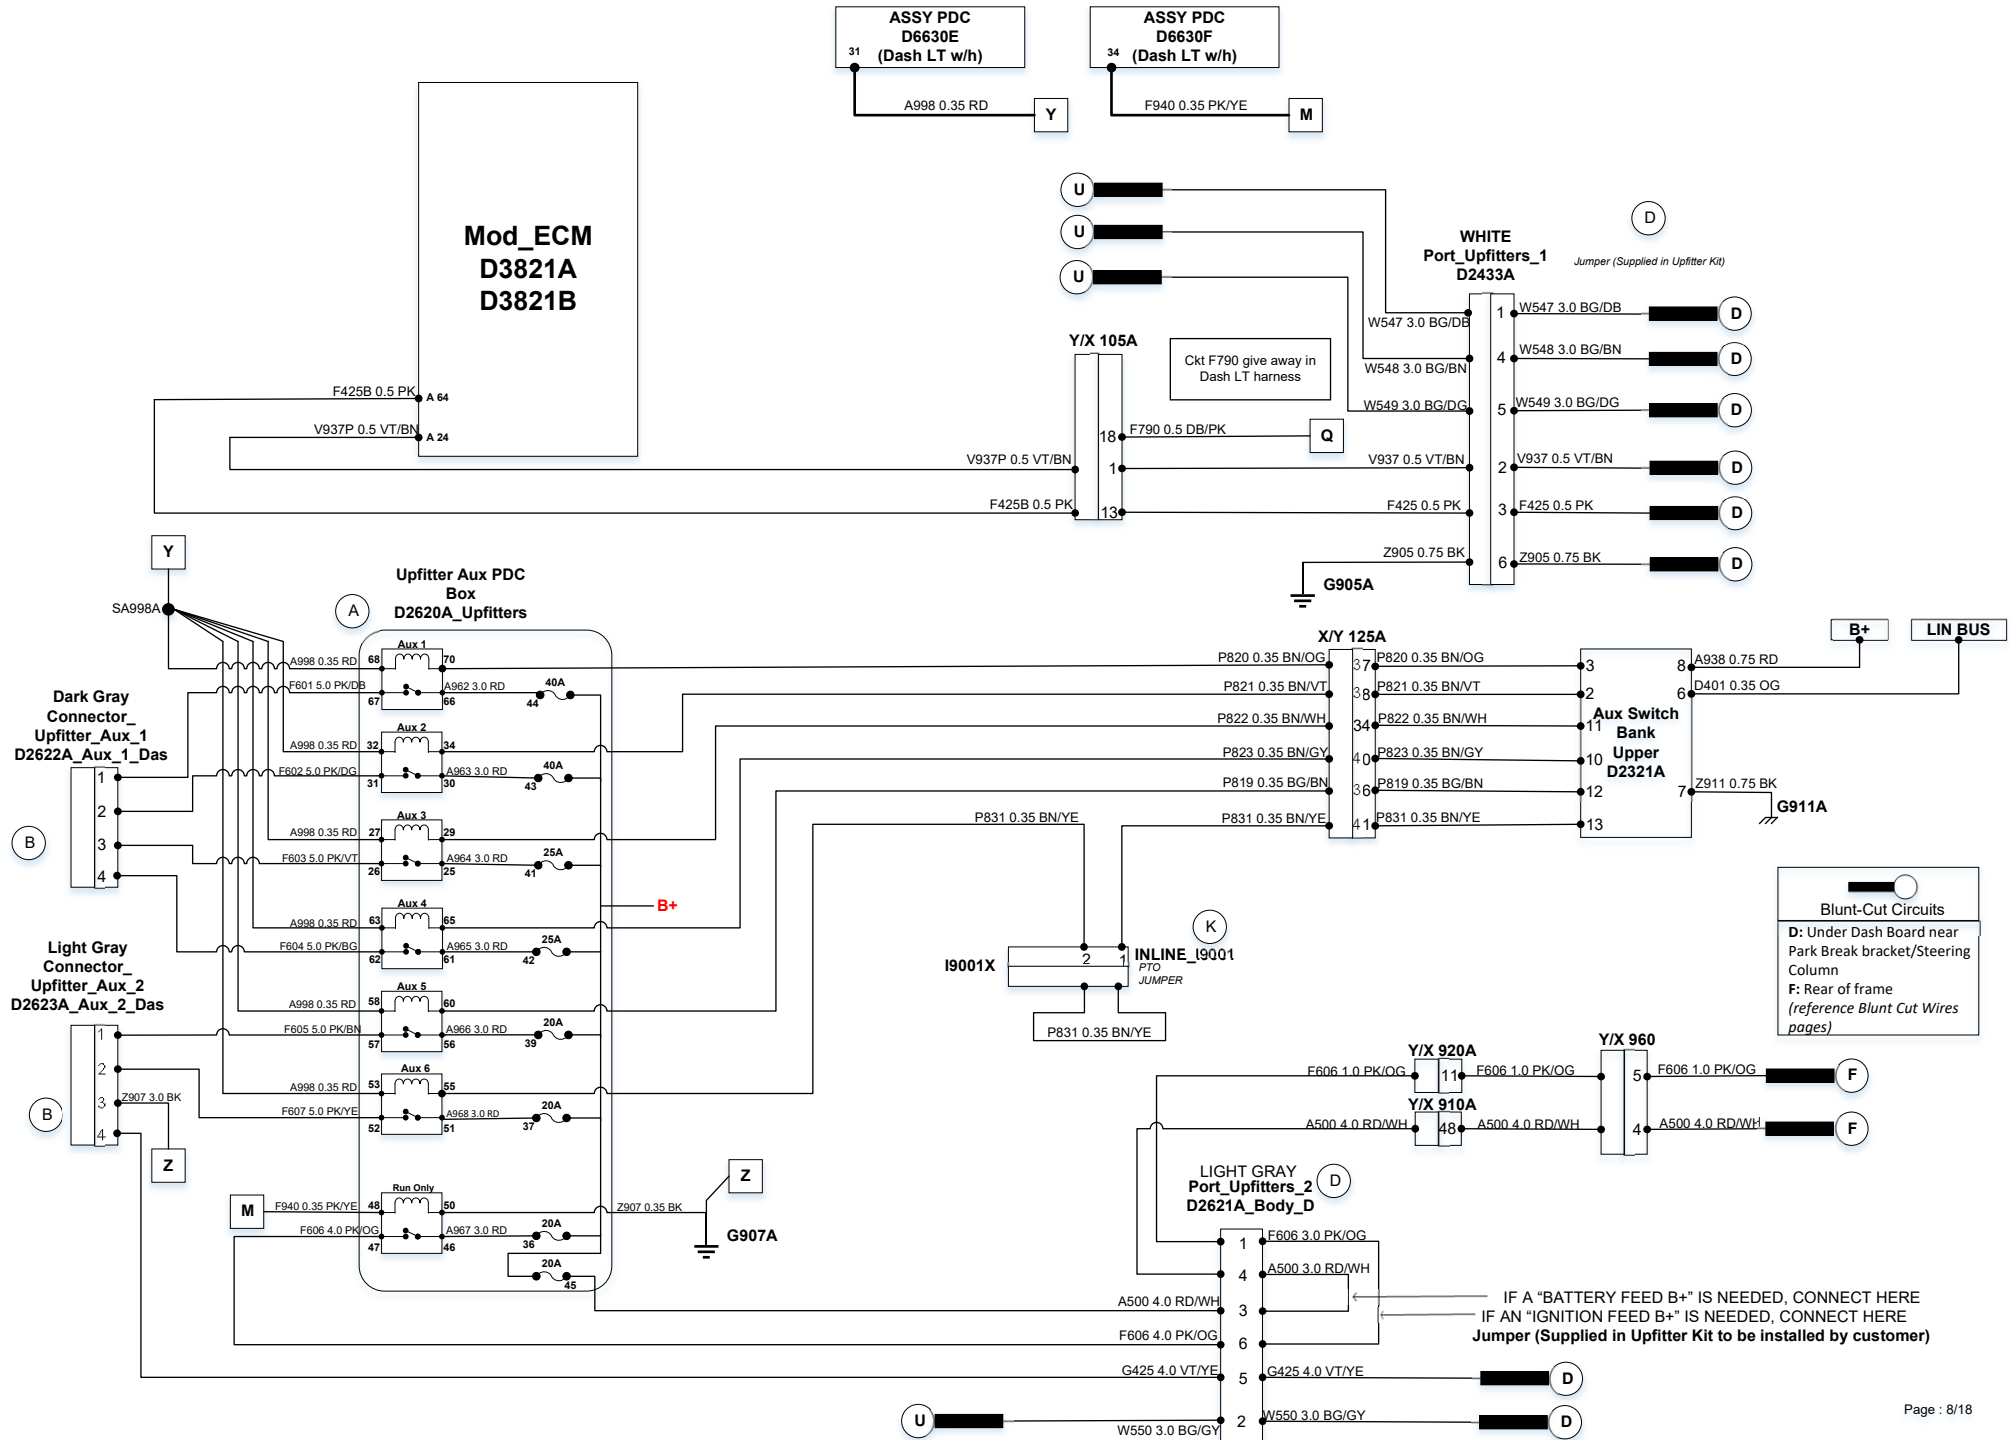 ASSY PDC
D6630E
(Dash LT w/h)
31
A998 0.35 RD
Y
ASSY PDC
D6630F
(Dash LT w/h)
34
F940 0.35 PK/YE
M
Mod_ECM
D3821A
D3821B
F425B 0.5 PK
A 64
V937P 0.5 VT/BN
A 24
U
U
U
D
Jumper (Supplied in Upfitter Kit)
WHITE
Port_Upfitters_1
D2433A
W547 3.0 BG/DB
1
W547 3.0 BG/DB
D
W548 3.0 BG/BN
4
W548 3.0 BG/BN
D
W549 3.0 BG/DG
5
W549 3.0 BG/DG
D
V937 0.5 VT/BN
2
V937 0.5 VT/BN
D
F425 0.5 PK
3
F425 0.5 PK
D
Z905 0.75 BK
6
Z905 0.75 BK
D
G905A
Y/X 105A
Ckt F790 give away in
Dash LT harness
18
F790 0.5 DB/PK
Q
V937P 0.5 VT/BN
1
F425B 0.5 PK
13
Y
SA998A
Upfitter Aux PDC
Box
D2620A_Upfitters
A
Aux 1
A998 0.35 RD
68
70
F601 5.0 PK/DB
67
66
A962 3.0 RD
40A
44
Aux 2
A998 0.35 RD
32
34
F602 5.0 PK/DG
31
30
A963 3.0 RD
40A
43
Aux 3
A998 0.35 RD
27
29
F603 5.0 PK/VT
26
25
A964 3.0 RD
25A
41
Aux 4
A998 0.35 RD
63
65
F604 5.0 PK/BG
62
61
A965 3.0 RD
25A
42
B+
Aux 5
A998 0.35 RD
58
60
F605 5.0 PK/BN
57
56
A966 3.0 RD
20A
39
Aux 6
A998 0.35 RD
53
55
F607 5.0 PK/YE
52
51
A968 3.0 RD
20A
37
Run Only
M
F940 0.35 PK/YE
48
50
Z907 0.35 BK
F606 4.0 PK/OG
47
46
A967 3.0 RD
20A
36
20A
45
Z
G907A
Dark Gray
Connector_
Upfitter_Aux_1
D2622A_Aux_1_Das
1
2
3
4
B
Light Gray
Connector_
Upfitter_Aux_2
D2623A_Aux_2_Das
1
2
3
4
Z907 3.0 BK
B
Z
X/Y 125A
P820 0.35 BN/OG
37
P820 0.35 BN/OG
3
P821 0.35 BN/VT
38
P821 0.35 BN/VT
2
P822 0.35 BN/WH
34
P822 0.35 BN/WH
11
P823 0.35 BN/GY
40
P823 0.35 BN/GY
10
P819 0.35 BG/BN
36
P819 0.35 BG/BN
12
P831 0.35 BN/YE
P831 0.35 BN/YE
41
P831 0.35 BN/YE
13
Aux Switch
Bank
Upper
D2321A
8
A938 0.75 RD
B+
6
D401 0.35 OG
LIN BUS
7
Z911 0.75 BK
G911A
K
I9001X
2
1
INLINE_I9001
PTO
JUMPER
P831 0.35 BN/YE
Blunt-Cut Circuits
D: Under Dash Board near
Park Break bracket/Steering
Column
F: Rear of frame
(reference Blunt Cut Wires
pages)
Y/X 920A
F606 1.0 PK/OG
11
F606 1.0 PK/OG
Y/X 960
5
F606 1.0 PK/OG
F
Y/X 910A
A500 4.0 RD/WH
48
A500 4.0 RD/WH
4
A500 4.0 RD/WH
F
LIGHT GRAY
Port_Upfitters_2
D2621A_Body_D
D
1
F606 3.0 PK/OG
4
A500 3.0 RD/WH
A500 4.0 RD/WH
3
F606 4.0 PK/OG
6
G425 4.0 VT/YE
5
G425 4.0 VT/YE
D
U
W550 3.0 BG/GY
2
W550 3.0 BG/GY
D
IF A “BATTERY FEED B+” IS NEEDED, CONNECT HERE
IF AN “IGNITION FEED B+” IS NEEDED, CONNECT HERE
Jumper (Supplied in Upfitter Kit to be installed by customer)
Page : 8/18